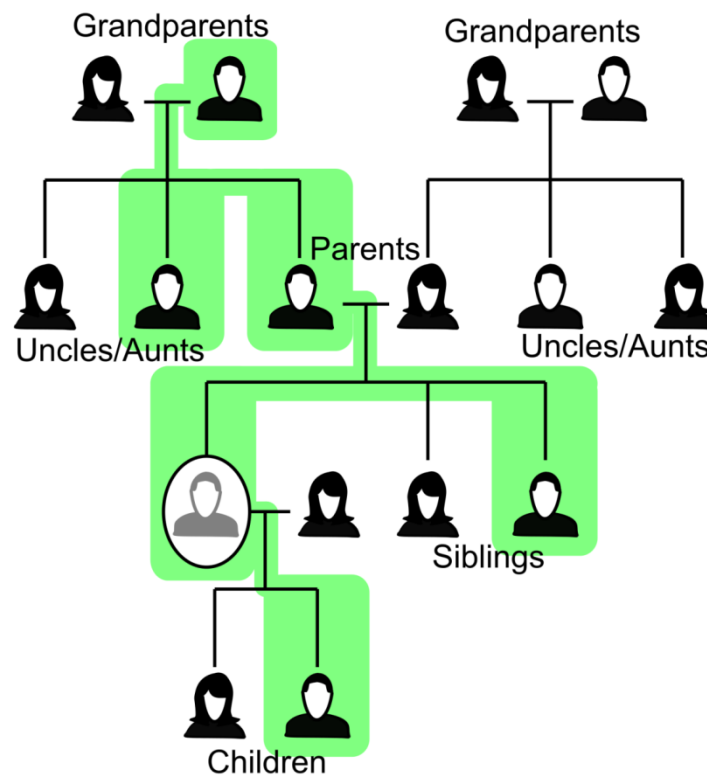 Grandparents
Grandparents
Parents
Uncles/Aunts
Uncles/Aunts
Siblings
Children